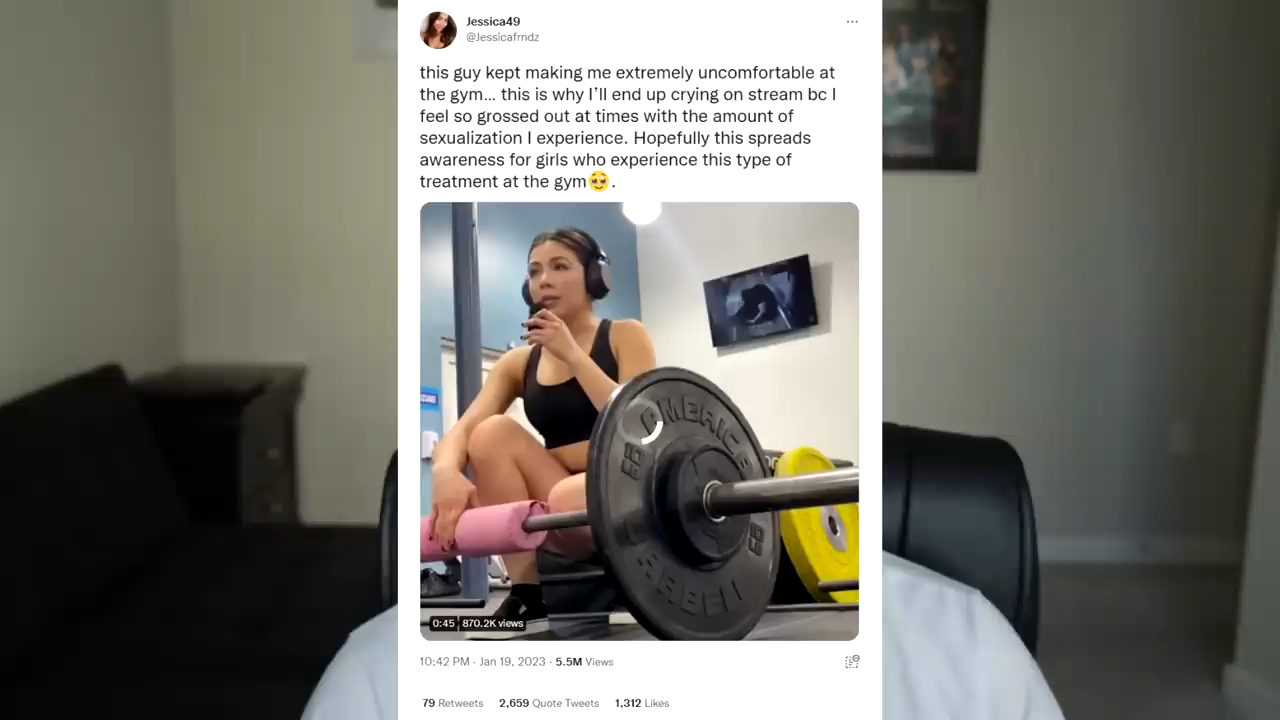 Jessica49
@Jessicafrndz
this guy kept making me extremely uncomfortable at
the gym... this is why I'll end up crying on stream bc I
feel so grossed out at times with the amount of
sexualization I experience. Hopefully this spreads
awareness for girls who experience this type of
treatment at the gym🥹.
AMERICA
BARBELL
0:45 870.2K views
10:42 PM · Jan 19, 2023 · 5.5M Views
79 Retweets 2,659 Quote Tweets 1,312 Likes